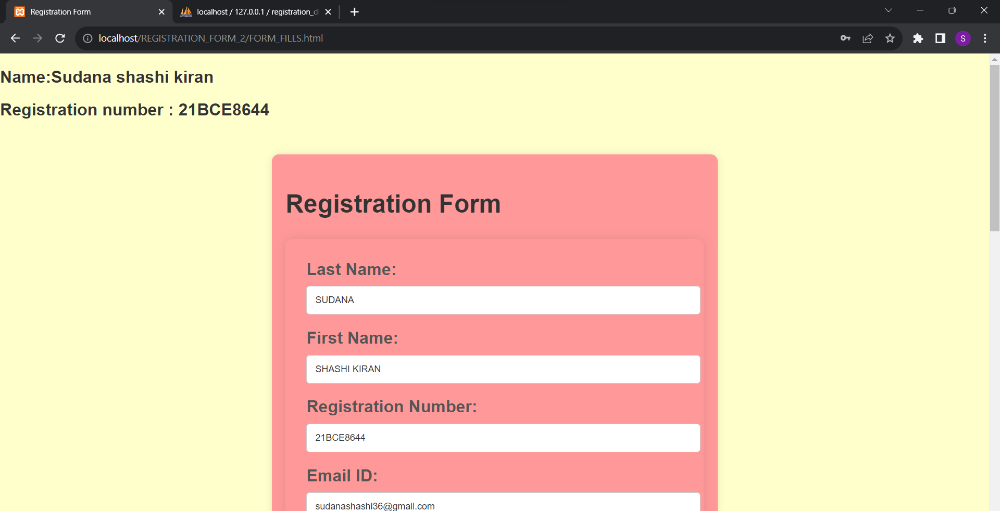 Registration Form
localhost / 127.0.0.1 / registration_d
localhost/REGISTRATION_FORM_2/FORM_FILLS.html
S
Name:Sudana shashi kiran
Registration number : 21BCE8644
Registration Form
Last Name:
SUDANA
First Name:
SHASHI KIRAN
Registration Number:
21BCE8644
Email ID:
sudanashashi36@gmail.com